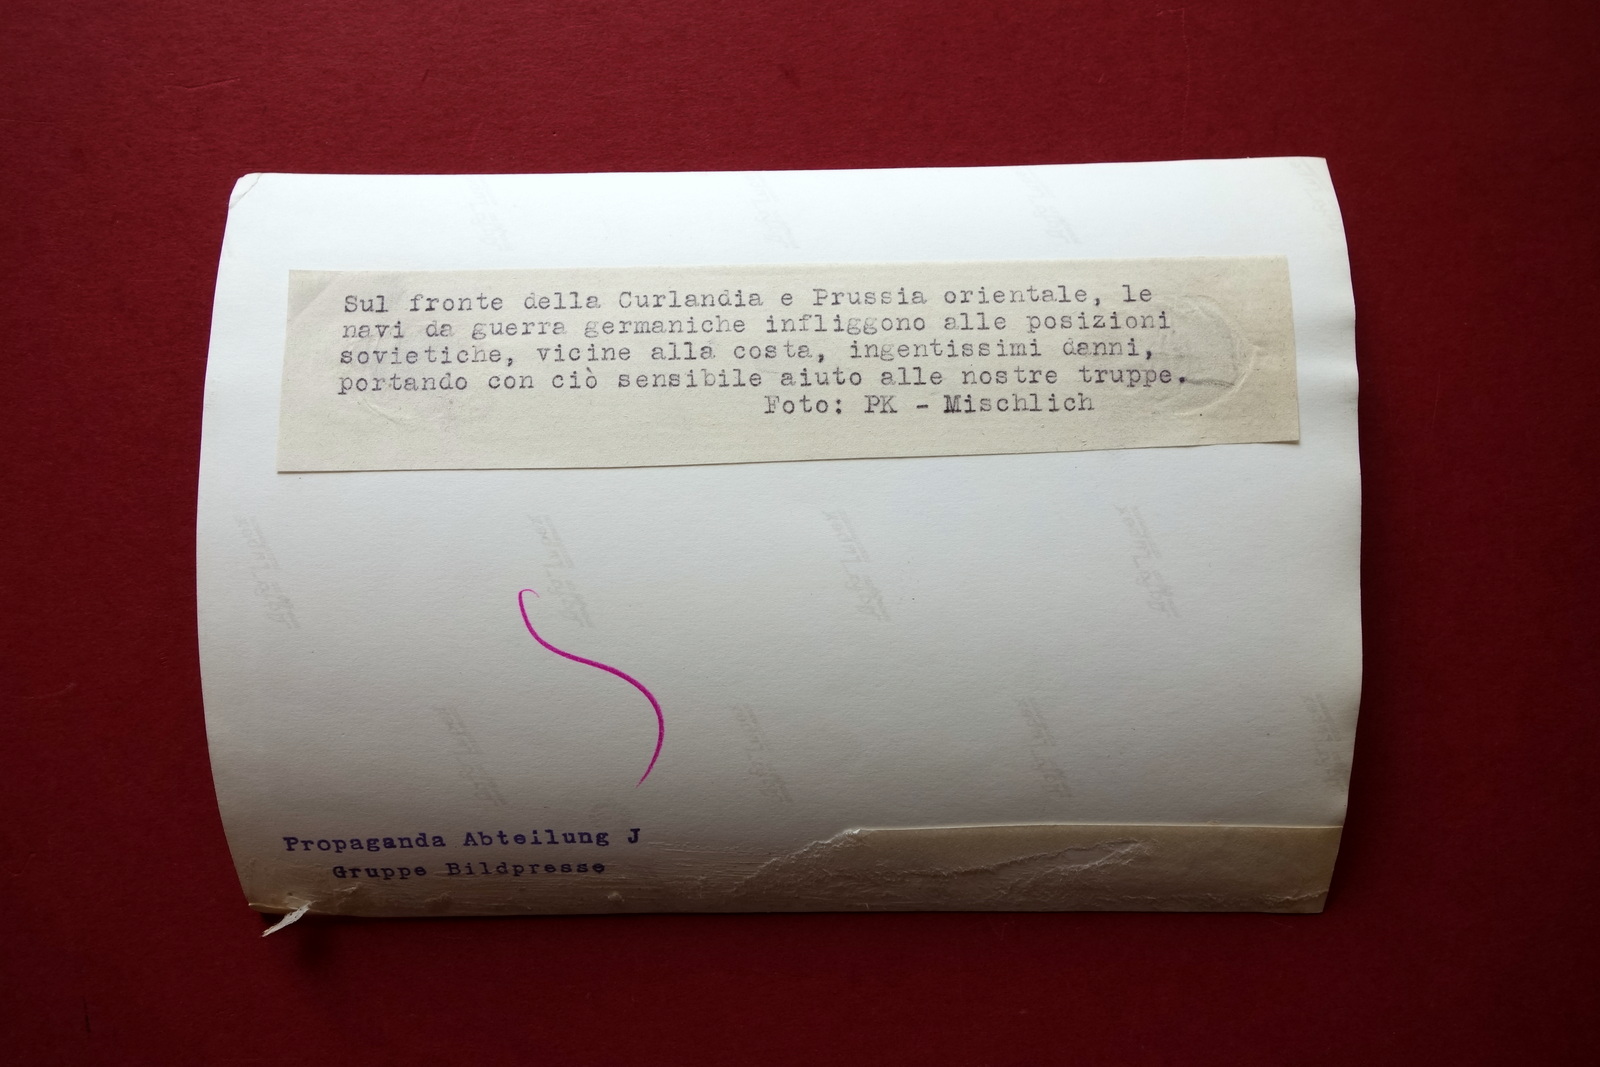 Sul fronte della Curlandia e Prussia orientale, le
navi da guerra germaniche infliggono alle posizioni
sovietiche, vicine alla costa, ingentissimi danni,
portando con ciò sensibile aiuto alle nostre truppe.
Foto: PK - Mischlich
Propaganda Abteilung J
Gruppe Bildpresse